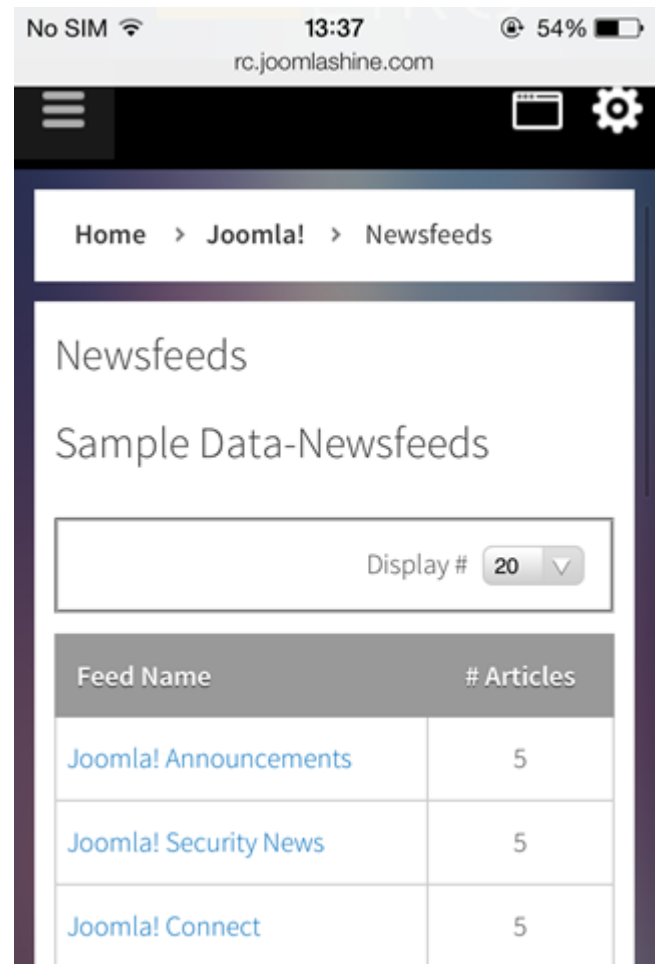 No SIM 13:37 54%
rc.joomlashine.com
Home > Joomla! > Newsfeeds
Newsfeeds
Sample Data-Newsfeeds
Display # 20
Feed Name # Articles
Joomla! Announcements 5
Joomla! Security News 5
Joomla! Connect 5